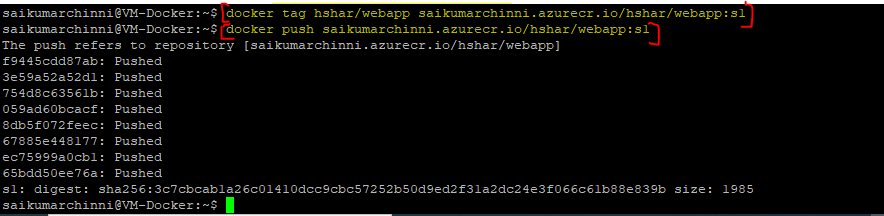 saikumarchinni@VM-Docker:~$ docker tag hshar/webapp saikumarchinni.azurecr.io/hshar/webapp:s1
saikumarchinni@VM-Docker:~$ docker push saikumarchinni.azurecr.io/hshar/webapp:s1
The push refers to repository [saikumarchinni.azurecr.io/hshar/webapp]
f9445cdd87ab: Pushed
3e59a52a52d1: Pushed
754d8c63561b: Pushed
059ad60bcacf: Pushed
8db5f072feec: Pushed
67885e448177: Pushed
ec75999a0cb1: Pushed
65bdd50ee76a: Pushed
s1: digest: sha256:3c7cbcab1a26c01410dcc9cbc57252b50d9ed2f31a2dc24e3f066c61b88e839b size: 1985
saikumarchinni@VM-Docker:~$